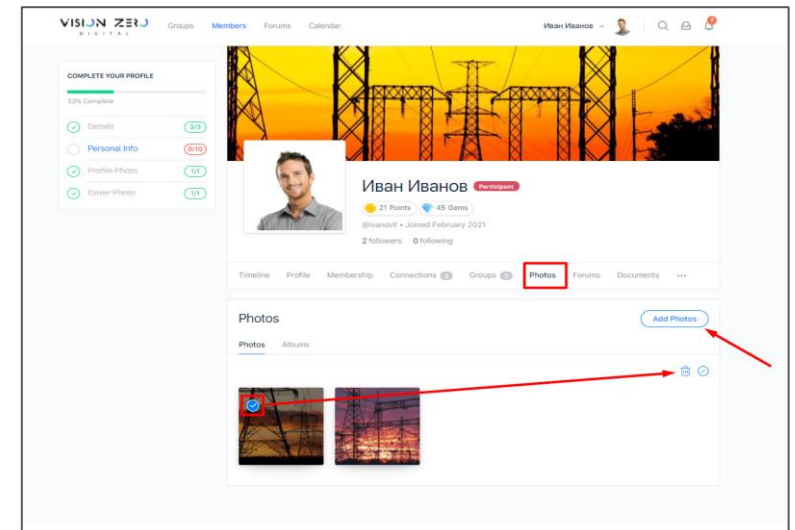 VISION ZERO
DIGITAL
Groups Members Forums Calendar
Иван Иванов
COMPLETE YOUR PROFILE
33% Complete
Details 3/3
Personal Info 0/10
Profile Photo 1/1
Cover Photo 1/1
Иван Иванов Participant
21 Points 45 Gems
@ivanovii • Joined February 2021
2 followers 0 following
Timeline Profile Membership Connections Groups Photos Forums Documents ...
Photos
Add Photos
Photos Albums